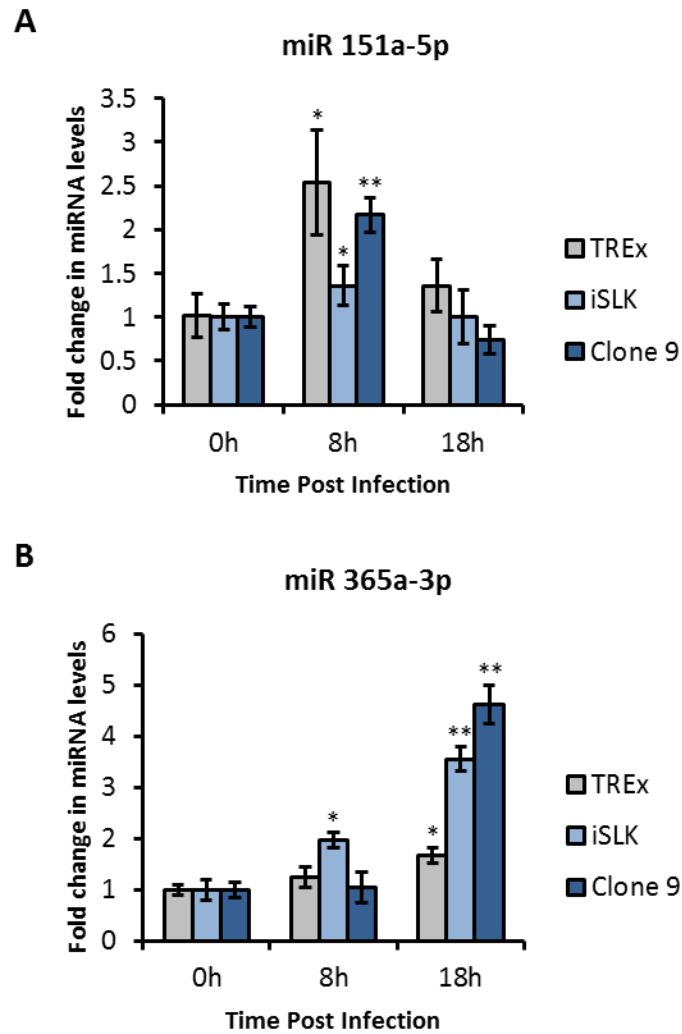 A
miR 151a-5p
Fold change in miRNA levels
3.5
3
2.5
2
1.5
1
0.5
0
*
*
**
0h 8h 18h
Time Post Infection
TREx
iSLK
Clone 9
B
miR 365a-3p
Fold change in miRNA levels
6
5
4
3
2
1
0
*
*
**
**
0h 8h 18h
Time Post Infection
TREx
iSLK
Clone 9